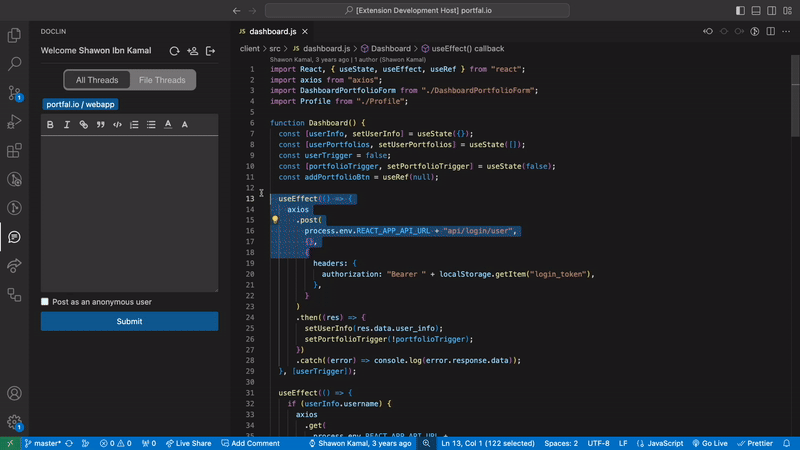 [Extension Development Host] portfal.io
DOCLIN
Welcome Shawon Ibn Kamal
All Threads
File Threads
portfal.io / webapp
B I A A
Post as an anonymous user
Submit
JS dashboard.js
client > src > JS dashboard.js > Dashboard > useEffect() callback
Shawon Kamal, 3 years ago | 1 author (Shawon Kamal)
1 import React, { useState, useEffect, useRef } from "react";
2 import axios from "axios";
3 import DashboardPortfolioForm from "./DashboardPortfolioForm";
4 import Profile from "./Profile";
5
6 function Dashboard() {
7 const [userInfo, setUserInfo] = useState({});
8 const [userPortfolios, setUserPortfolios] = useState([]);
9 const userTrigger = false;
10 const [portfolioTrigger, setPortfolioTrigger] = useState(false);
11 const addPortfolioBtn = useRef(null);
12
13 useEffect(() => {
14 axios
15 .post(
16 process.env.REACT_APP_API_URL + "api/login/user",
17 {},
18 {
19 headers: {
20 authorization: "Bearer " + localStorage.getItem("login_token"),
21 },
22 }
23 )
24 .then((res) => {
25 setUserInfo(res.data.user_info);
26 setPortfolioTrigger(!portfolioTrigger);
27 })
28 .catch((error) => console.log(error.response.data));
29 }, [userTrigger]);
30
31 useEffect(() => {
32 if (userInfo.username) {
33 axios
34 .get(
35 process.env.REACT_APP_API_URL +
master* 0 0 0 Live Share Add Comment Shawon Kamal, 3 years ago Ln 13, Col 1 (122 selected) Spaces: 2 UTF-8 LF JavaScript Go Live Prettier